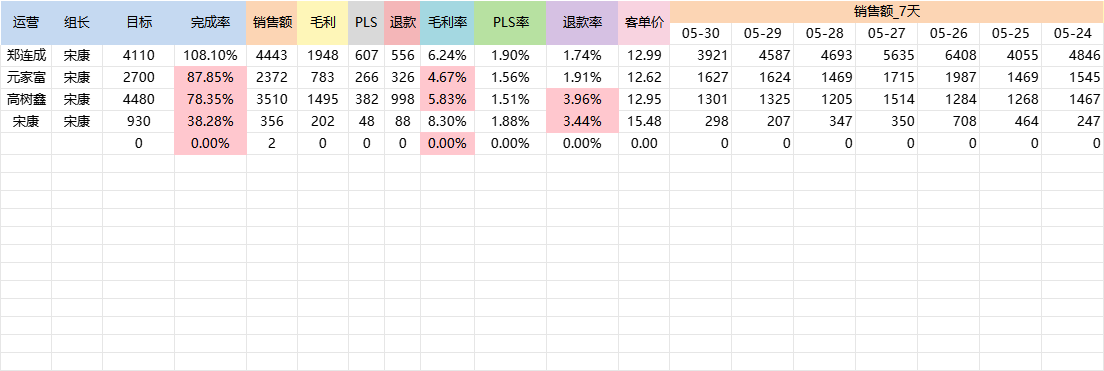 运营 组长 目标 完成率 销售额 毛利 PLS 退款 毛利率 PLS率 退款率 客单价 销售额_7天
05-30 05-29 05-28 05-27 05-26 05-25 05-24
郑连成 宋康 4110 108.10% 4443 1948 607 556 6.24% 1.90% 1.74% 12.99 3921 4587 4693 5635 6408 4055 4846
元家富 宋康 2700 87.85% 2372 783 266 326 4.67% 1.56% 1.91% 12.62 1627 1624 1469 1715 1987 1469 1545
高树鑫 宋康 4480 78.35% 3510 1495 382 998 5.83% 1.51% 3.96% 12.95 1301 1325 1205 1514 1284 1268 1467
宋康 宋康 930 38.28% 356 202 48 88 8.30% 1.88% 3.44% 15.48 298 207 347 350 708 464 247
0 0.00% 2 0 0 0 0.00% 0.00% 0.00% 0.00 0 0 0 0 0 0 0